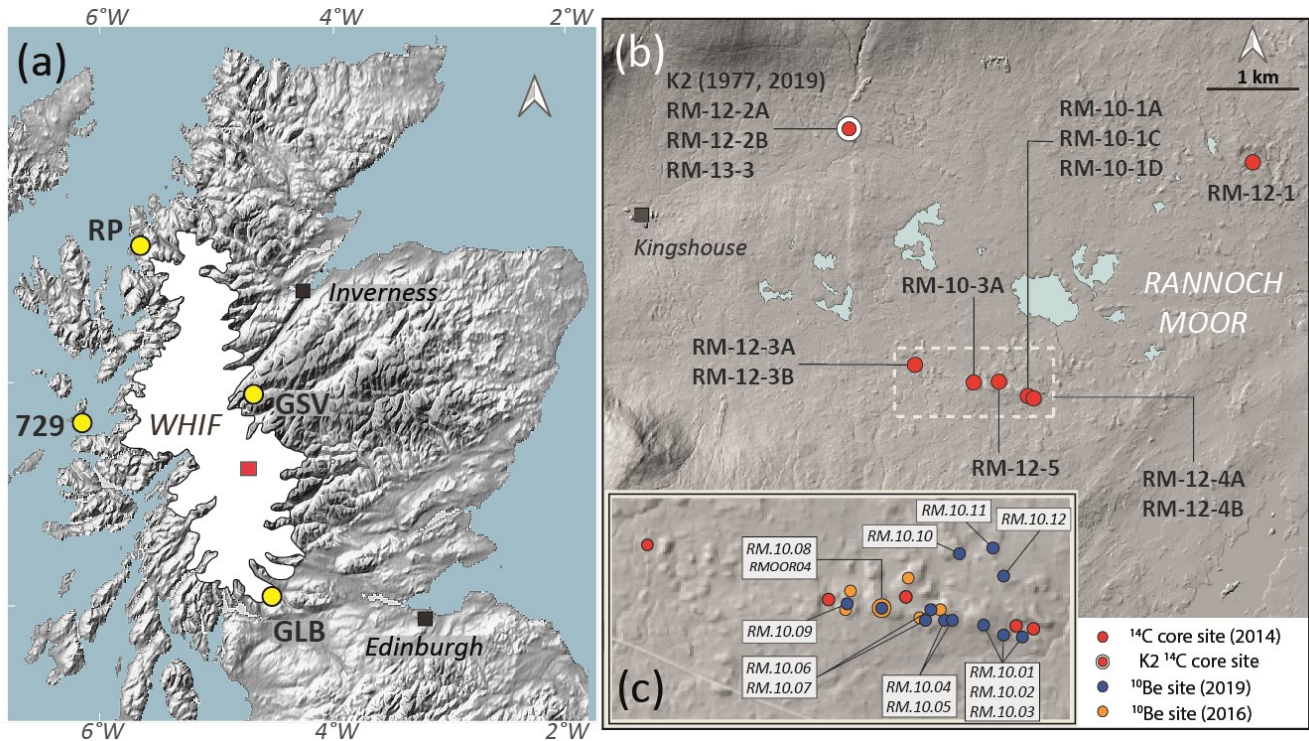 6°W
4°W
2°W
(a)
RP
Inverness
GSV
729
WHIF
GLB
Edinburgh
6°W
4°W
2°W
(b)
1 km
K2 (1977, 2019)
RM-12-2A
RM-12-2B
RM-13-3
RM-10-1A
RM-10-1C
RM-10-1D
RM-12-1
Kingshouse
RM-10-3A
RANNOCH
MOOR
RM-12-3A
RM-12-3B
RM-12-5
RM-12-4A
RM-12-4B
(c)
RM.10.11
RM.10.12
RM.10.10
RM.10.08
RMOOR04
RM.10.09
RM.10.06
RM.10.07
RM.10.04
RM.10.05
RM.10.01
RM.10.02
RM.10.03
¹⁴C core site (2014)
K2 ¹⁴C core site
¹⁰Be site (2019)
¹⁰Be site (2016)